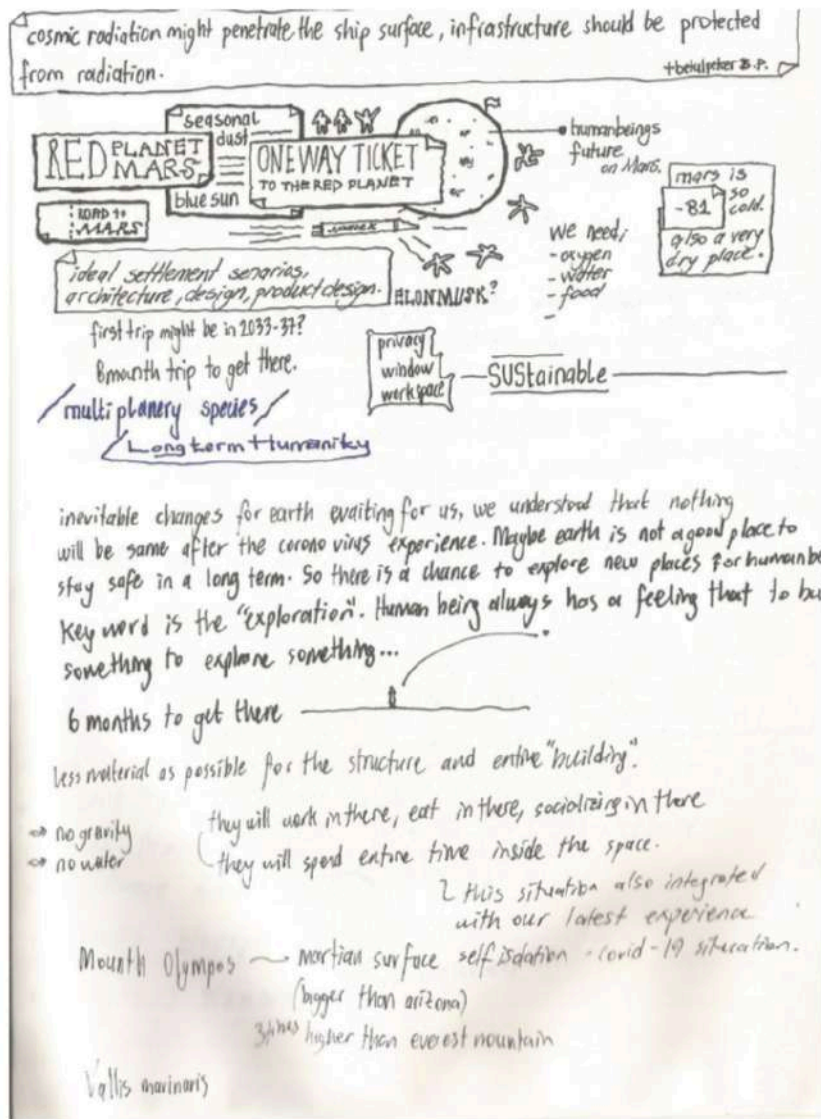 cosmic radiation might penetrate the ship surface, infrastructure should be protected
from radiation.
B.P.
seasonal
dust
RED PLANET
MARS
blue sun
ONE WAY TICKET
TO THE RED PLANET
ROAD TO
MARS
humanbeings
future
on Mars.
mars is
so
cold.
-81
also a very
dry place.
we need;
-oxygen
-water
-food
-
ideal settlement senarios,
architecture, design, product design.
ELONMUSK?
first trip might be in 2033-37?
8mounth trip to get there.
privacy
window
workspace
SUStainable
multi planery species
Long term Humanity
inevitable changes for earth evaiting for us, we understood that nothing
will be same after the corono virus experience. Maybe earth is not a good place to
stay safe in a long term. So there is a chance to explore new places for human be
Key word is the "exploration". Human being always has a feeling that to bu
something to explore something...
6 months to get there
less material as possible for the structure and entire "building".
no gravity
no water
they will work in there, eat in there, socializing in there
they will spend entire time inside the space.
this situation also integrated
with our latest experience
self isolation - covid-19 situation.
Mounth Olympos
martian surface
(bigger than arizona)
3 times higher than everest mountain
Vallis marinaris